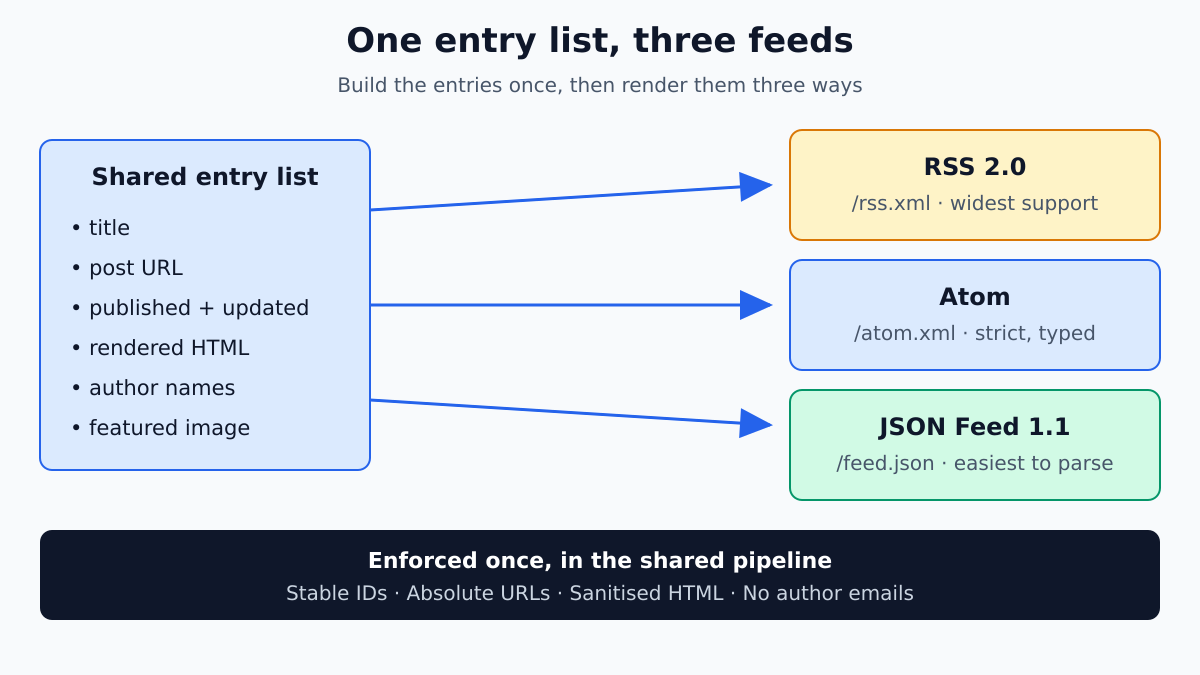 One entry list, three feeds
Build the entries once, then render them three ways
Shared entry list
• title
• post URL
• published + updated
• rendered HTML
• author names
• featured image
RSS 2.0
/rss.xml · widest support
Atom
/atom.xml · strict, typed
JSON Feed 1.1
/feed.json · easiest to parse
Enforced once, in the shared pipeline
Stable IDs · Absolute URLs · Sanitised HTML · No author emails